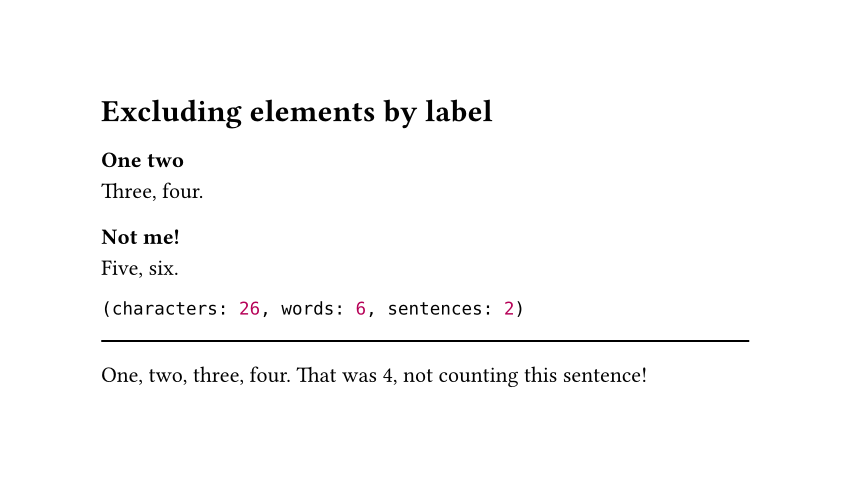 Excluding elements by label
One two
Three, four.
Not me!
Five, six.
(characters: 26, words: 6, sentences: 2)
One, two, three, four. That was 4, not counting this sentence!